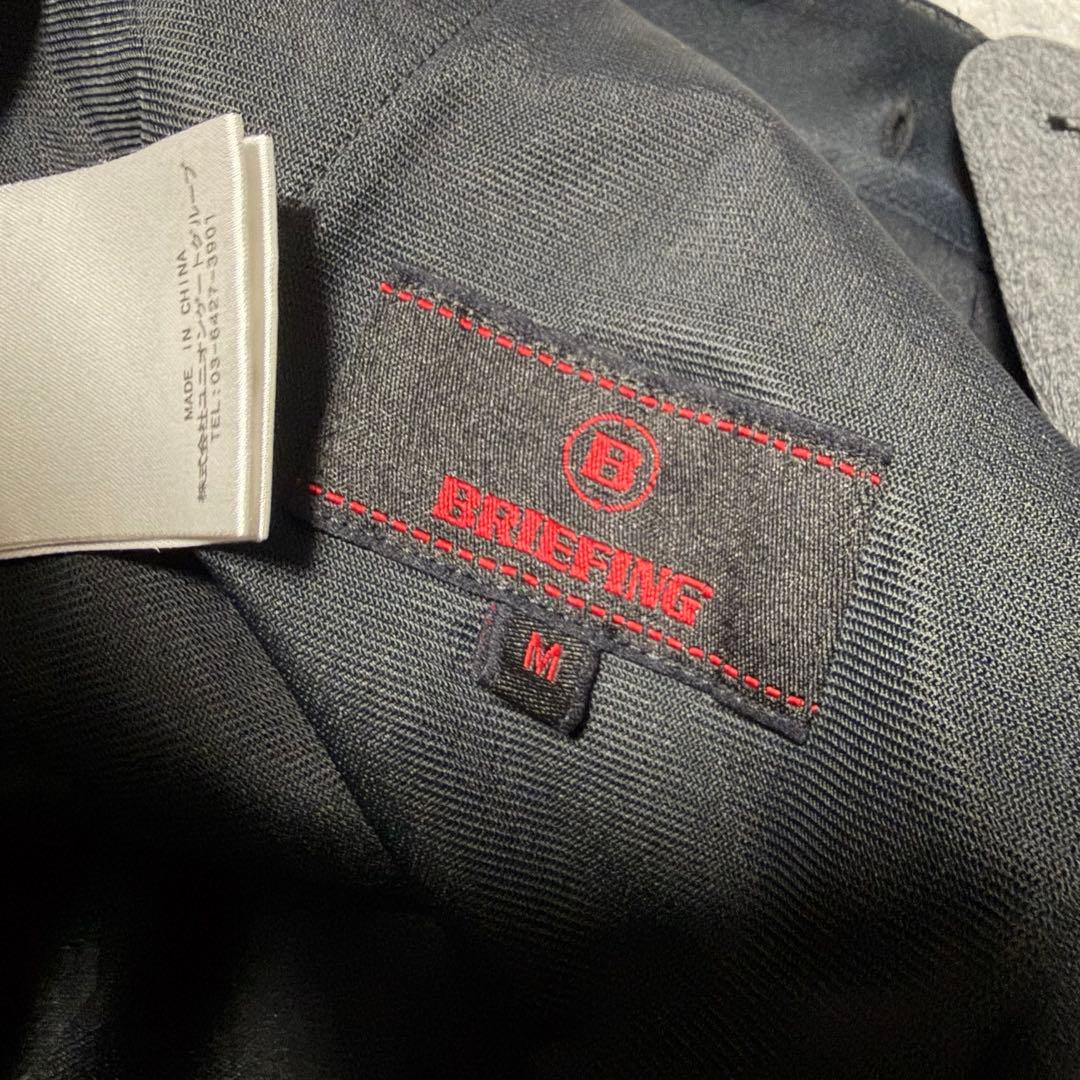 MADE IN CHINA
株式会社ユニオンゲートグループ
TEL:03-6427-3901
B
BRIEFING
M